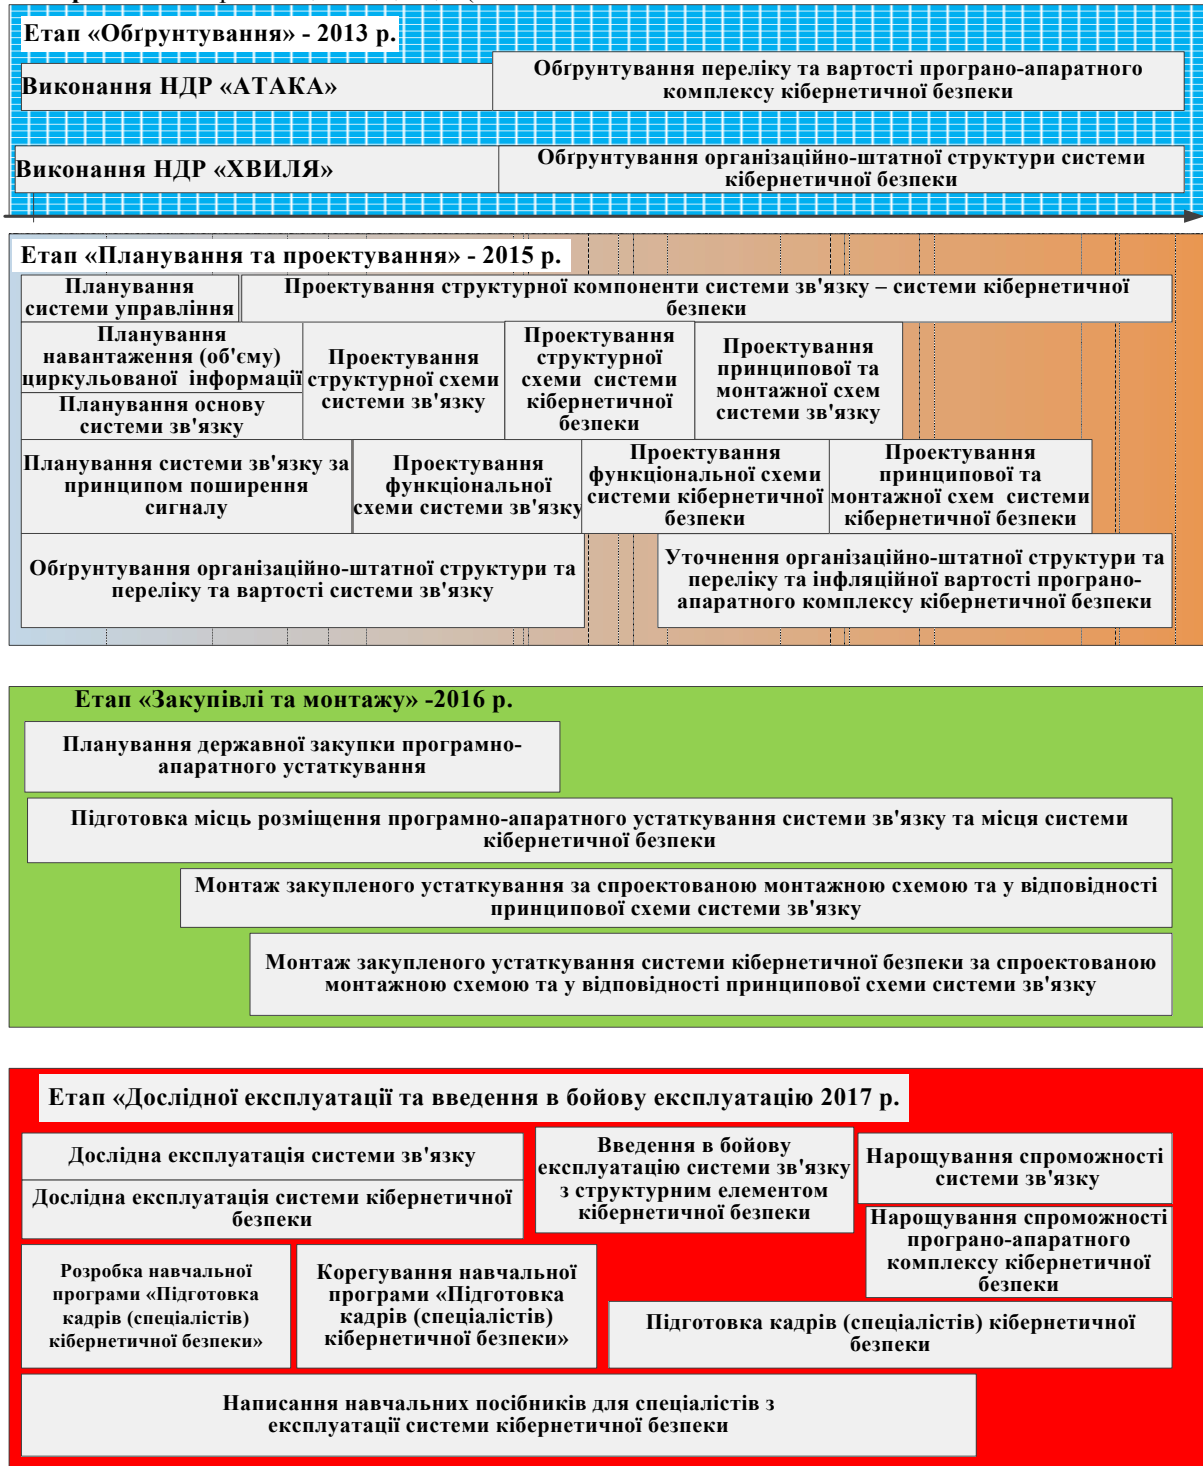 Етап «Обґрунтування» - 2013 р.
Виконання НДР «АТАКА»
Обґрунтування переліку та вартості програно-апаратного
комплексу кібернетичної безпеки
Виконання НДР «ХВИЛЯ»
Обґрунтування організаційно-штатної структури системи
кібернетичної безпеки
Етап «Планування та проектування» - 2015 р.
Планування
системи управління
Проектування структурної компоненти системи зв'язку – системи кібернетичної
безпеки
Планування
навантаження (об'єму)
циркульованої інформації
Планування основу
системи зв'язку
Проектування
структурної схеми
системи зв'язку
Проектування
структурної
схеми системи
кібернетичної
безпеки
Проектування
принципової та
монтажної схем
системи зв'язку
Планування системи зв'язку за
принципом поширення
сигналу
Проектування
функціональної
схеми системи зв'язку
Проектування
функціональної схеми
системи кібернетичної
безпеки
Проектування
принципової та
монтажної схем системи
кібернетичної безпеки
Обґрунтування організаційно-штатної структури та
переліку та вартості системи зв'язку
Уточнення організаційно-штатної структури та
переліку та інфляційної вартості програно-
апаратного комплексу кібернетичної безпеки
Етап «Закупівлі та монтажу» -2016 р.
Планування державної закупки програмно-
апаратного устаткування
Підготовка місць розміщення програмно-апаратного устаткування системи зв'язку та місця системи
кібернетичної безпеки
Монтаж закупленого устаткування за спроектованою монтажною схемою та у відповідності
принципової схеми системи зв'язку
Монтаж закупленого устаткування системи кібернетичної безпеки за спроектованою
монтажною схемою та у відповідності принципової схеми системи зв'язку
Етап «Дослідної експлуатації та введення в бойову експлуатацію 2017 р.
Дослідна експлуатація системи зв'язку
Дослідна експлуатація системи кібернетичної
безпеки
Введення в бойову
експлуатацію системи зв'язку
з структурним елементом
кібернетичної безпеки
Нарощування спроможності
системи зв'язку
Нарощування спроможності
програно-апаратного
комплексу кібернетичної
безпеки
Розробка навчальної
програми «Підготовка
кадрів (спеціалістів)
кібернетичної безпеки»
Корегування навчальної
програми «Підготовка
кадрів (спеціалістів)
кібернетичної безпеки»
Підготовка кадрів (спеціалістів) кібернетичної
безпеки
Написання навчальних посібників для спеціалістів з
експлуатації системи кібернетичної безпеки